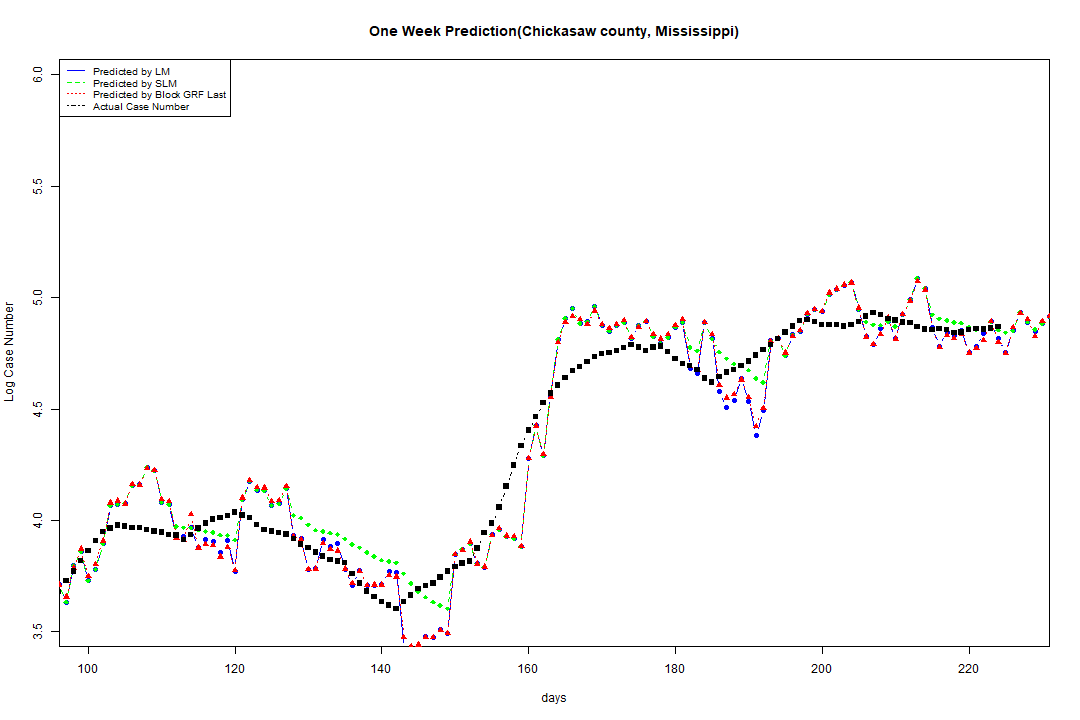 One Week Prediction(Chickasaw county, Mississippi)
Predicted by LM
Predicted by SLM
Predicted by Block GRF Last
Actual Case Number
Log Case Number
6.0
5.5
5.0
4.5
4.0
3.5
100 120 140 160 180 200 220
days